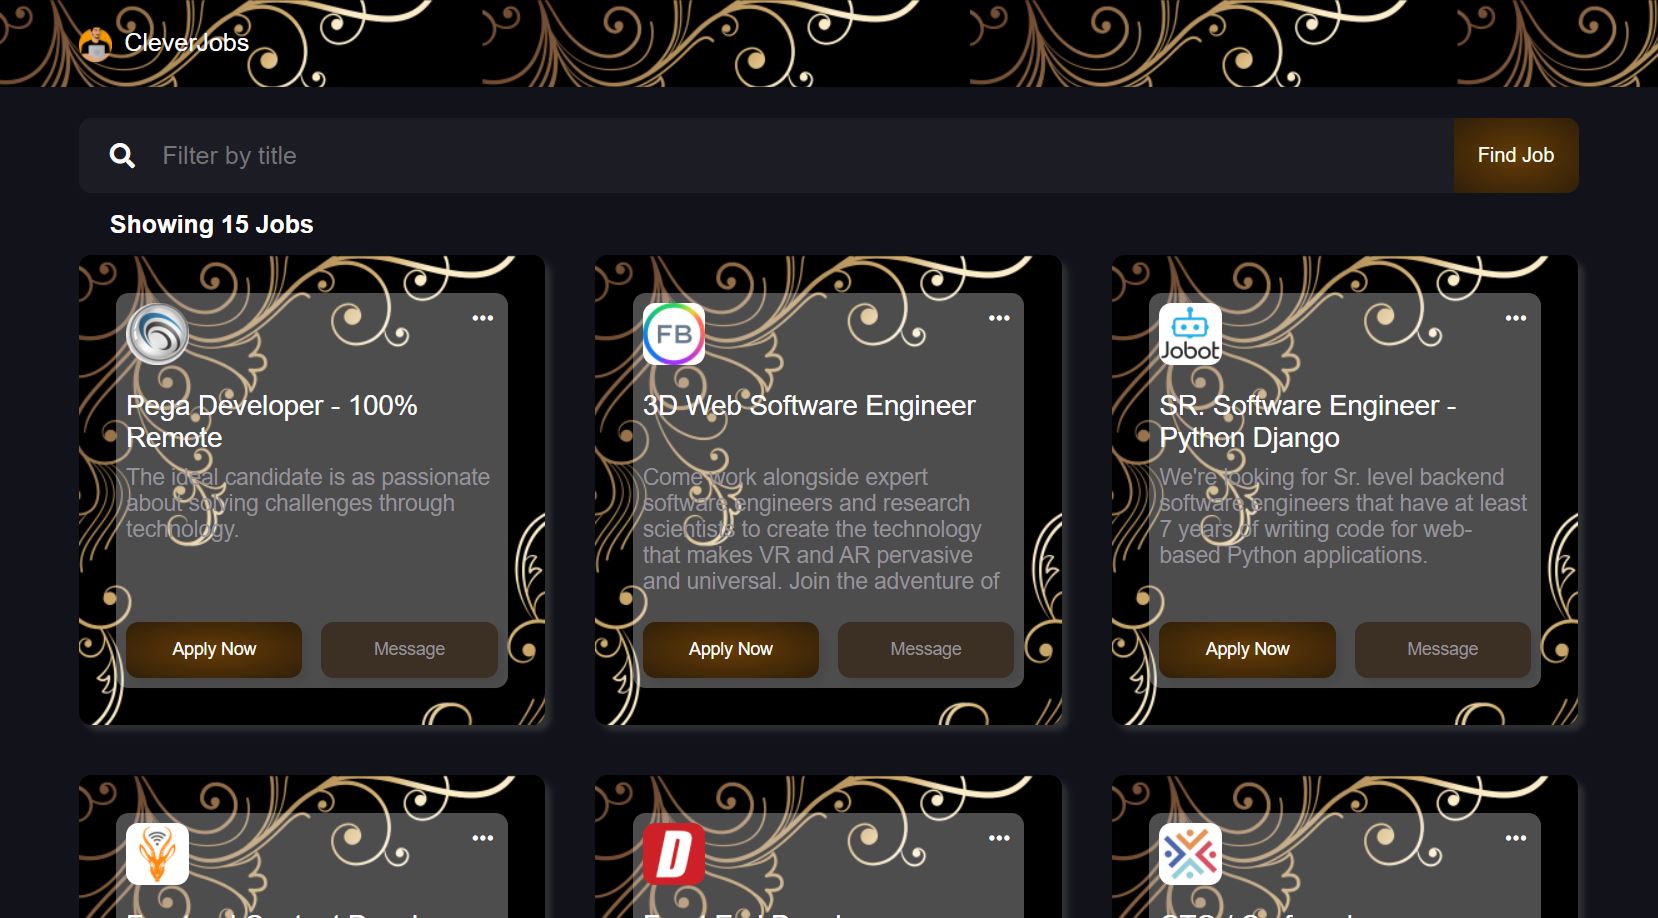 CleverJobs
Filter by title
Find Job
Showing 15 Jobs
Pega Developer - 100%
Remote
The ideal candidate is as passionate
about solving challenges through
technology.
Apply Now
Message
FB
3D Web Software Engineer
Come work alongside expert
software engineers and research
scientists to create the technology
that makes VR and AR pervasive
and universal. Join the adventure of
Apply Now
Message
Jobot
SR. Software Engineer -
Python Django
We're looking for Sr. level backend
software engineers that have at least
7 years of writing code for web-
based Python applications.
Apply Now
Message
D